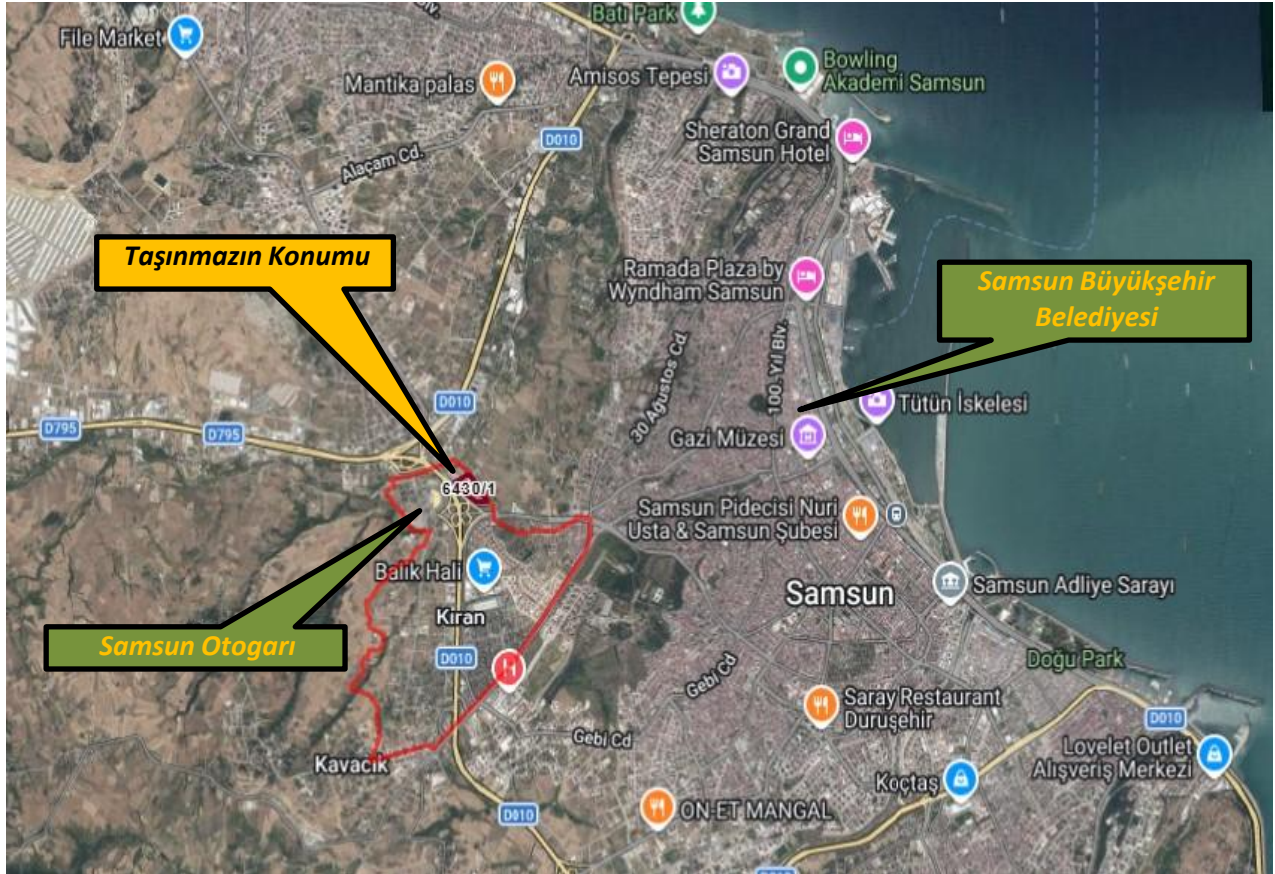 Batı Park
Blv.
File Market
Bowling
Akademi Samsun
Amisos Tepesi
Mantıka palas
D010
Sheraton Grand
Samsun Hotel
Alaçam Cd.
Taşınmazın Konumu
Ramada Plaza by
Wyndham Samsun
Samsun Büyükşehir
Belediyesi
100. Yıl Blv.
30 Ağustos Cd.
D010
Tütün İskelesi
D795
D795
Gazi Müzesi
6430/1
Samsun Pidecisi Nuri
Usta & Samsun Şubesi
Balık Hali
Samsun
Samsun Adliye Sarayı
Kıran
Samsun Otogarı
D010
Doğu Park
Gebi Cd
Saray Restaurant
Duruşehir
D010
Gebi Cd
Lovelet Outlet
Alışveriş Merkezi
Kavacık
Koçtaş
ON-ET MANGAL
D010
D010